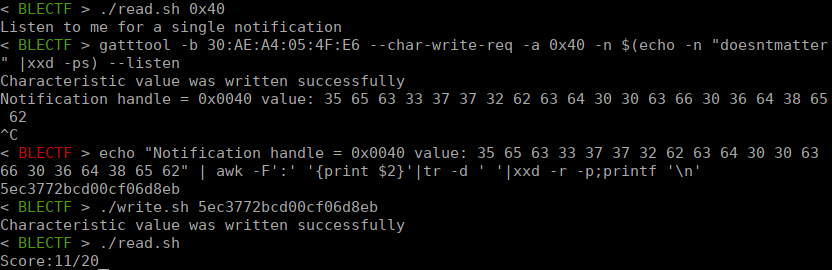 < BLECTF > ./read.sh 0x40
Listen to me for a single notification
< BLECTF > gatttool -b 30:AE:A4:05:4F:E6 --char-write-req -a 0x40 -n $(echo -n "doesntmatter
" |xxd -ps) --listen
Characteristic value was written successfully
Notification handle = 0x0040 value: 35 65 63 33 37 37 32 62 63 64 30 30 63 66 30 36 64 38 65
 62
^C
< BLECTF > echo "Notification handle = 0x0040 value: 35 65 63 33 37 37 32 62 63 64 30 30 63
66 30 36 64 38 65 62" | awk -F':' '{print $2}'|tr -d ' '|xxd -r -p;printf '\n'
5ec3772bcd00cf06d8eb
< BLECTF > ./write.sh 5ec3772bcd00cf06d8eb
Characteristic value was written successfully
< BLECTF > ./read.sh
Score:11/20